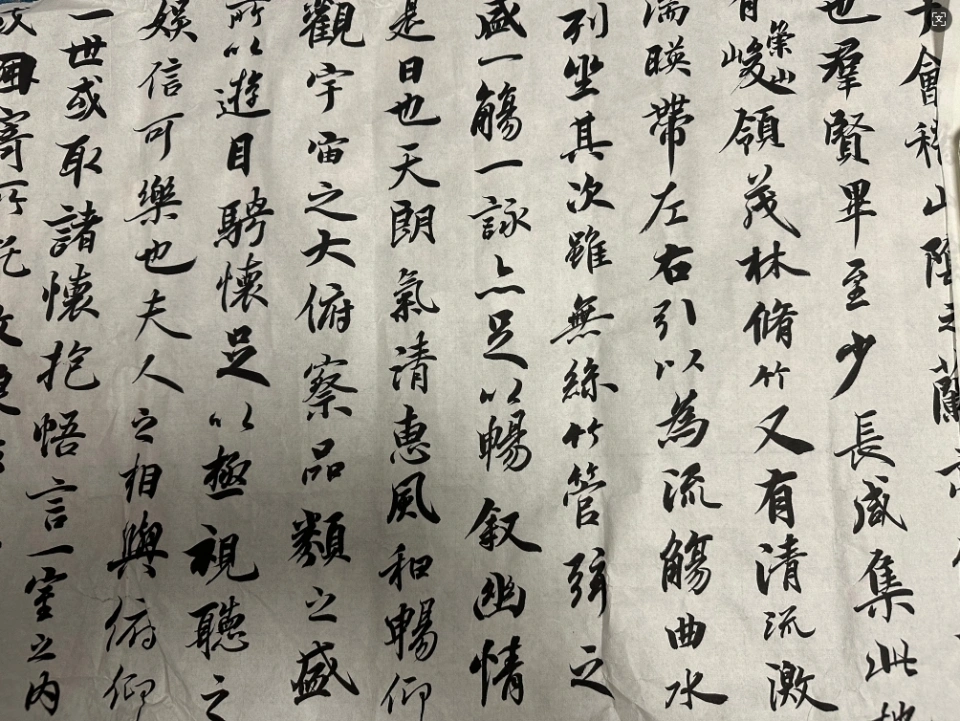 會稽山陰之蘭
也羣賢畢至少長咸集此地
有崇山峻領茂林脩竹又有清流激
湍暎帶左右引以為流觴曲水
列坐其次雖無絲竹管弦之
盛一觴一詠亦足以暢叙幽情
是日也天朗氣清惠風和暢仰
觀宇宙之大俯察品類之盛
所以遊目騁懷足以極視聽之
娛信可樂也夫人之相與俯仰
一世或取諸懷抱悟言一室之內
或因寄所託放